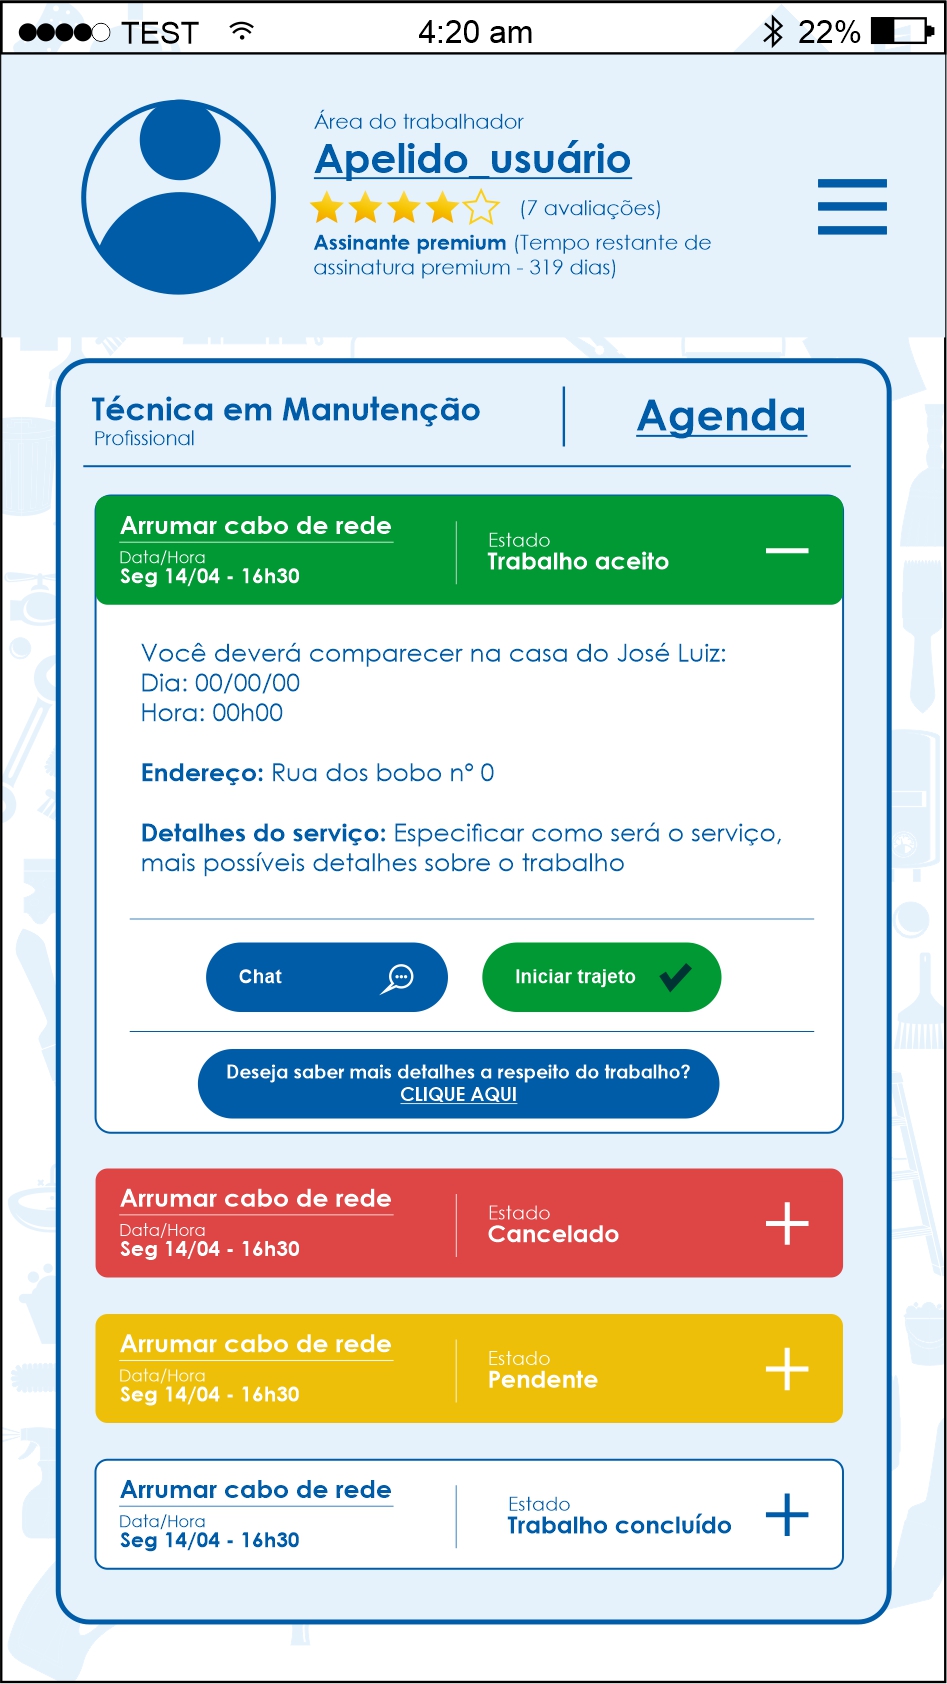 TEST 4:20 am 22%
Área do trabalhador
Apelido_usuário
(7 avaliações)
Assinante premium (Tempo restante de
assinatura premium - 319 dias)
Técnica em Manutenção
Profissional
Agenda
Arrumar cabo de rede
Data/Hora
Seg 14/04 - 16h30
Estado
Trabalho aceito
Você deverá comparecer na casa do José Luiz:
Dia: 00/00/00
Hora: 00h00
Endereço: Rua dos bobo nº 0
Detalhes do serviço: Especificar como será o serviço,
mais possíveis detalhes sobre o trabalho
Chat
Iniciar trajeto
Deseja saber mais detalhes a respeito do trabalho?
CLIQUE AQUI
Arrumar cabo de rede
Data/Hora
Seg 14/04 - 16h30
Estado
Cancelado
Arrumar cabo de rede
Data/Hora
Seg 14/04 - 16h30
Estado
Pendente
Arrumar cabo de rede
Data/Hora
Seg 14/04 - 16h30
Estado
Trabalho concluído